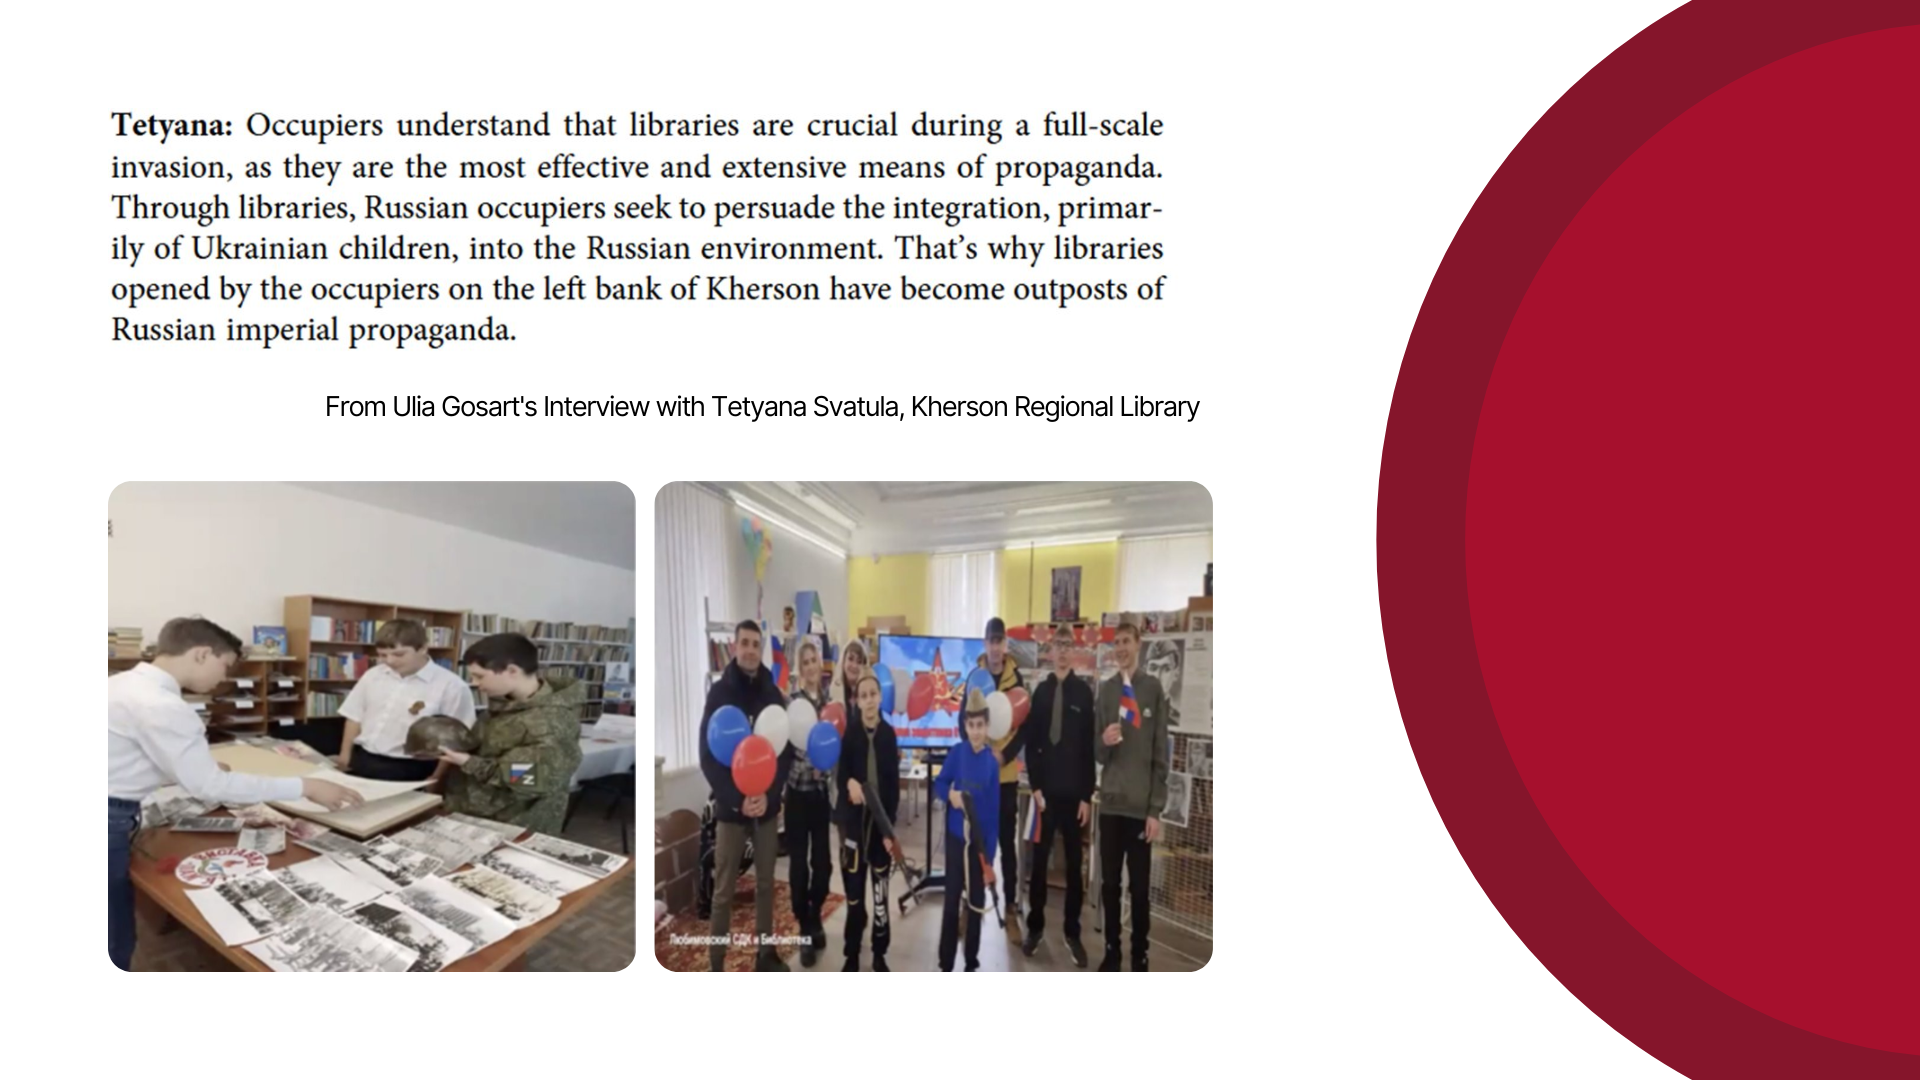 Tetyana: Occupiers understand that libraries are crucial during a full-scale
invasion, as they are the most effective and extensive means of propaganda.
Through libraries, Russian occupiers seek to persuade the integration, primar-
ily of Ukrainian children, into the Russian environment. That’s why libraries
opened by the occupiers on the left bank of Kherson have become outposts of
Russian imperial propaganda.
From Ulia Gosart's Interview with Tetyana Svatula, Kherson Regional Library
Z
Любимовский СДК и Библиотека